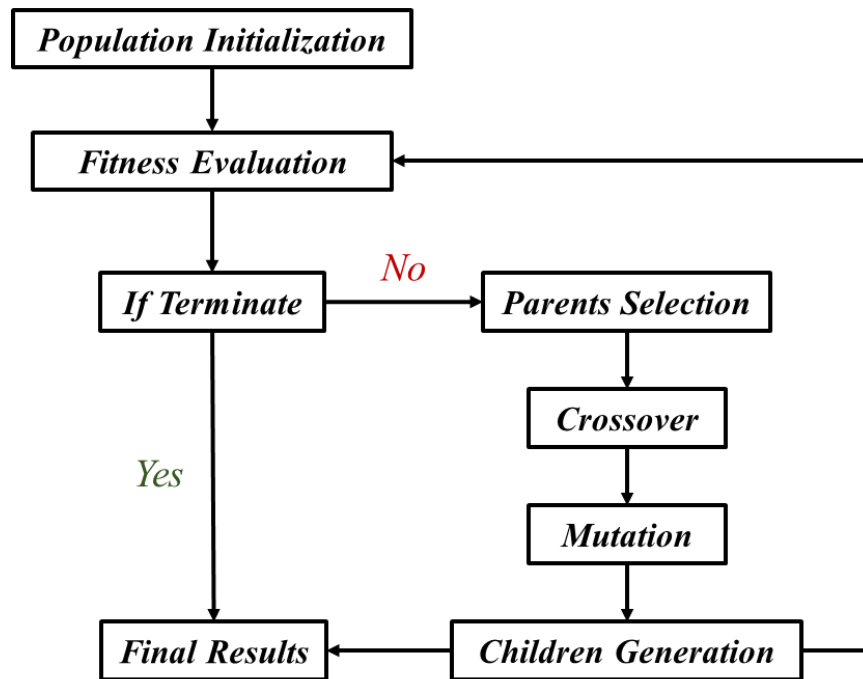 Population Initialization
Fitness Evaluation
If Terminate
No
Parents Selection
Crossover
Yes
Mutation
Final Results
Children Generation